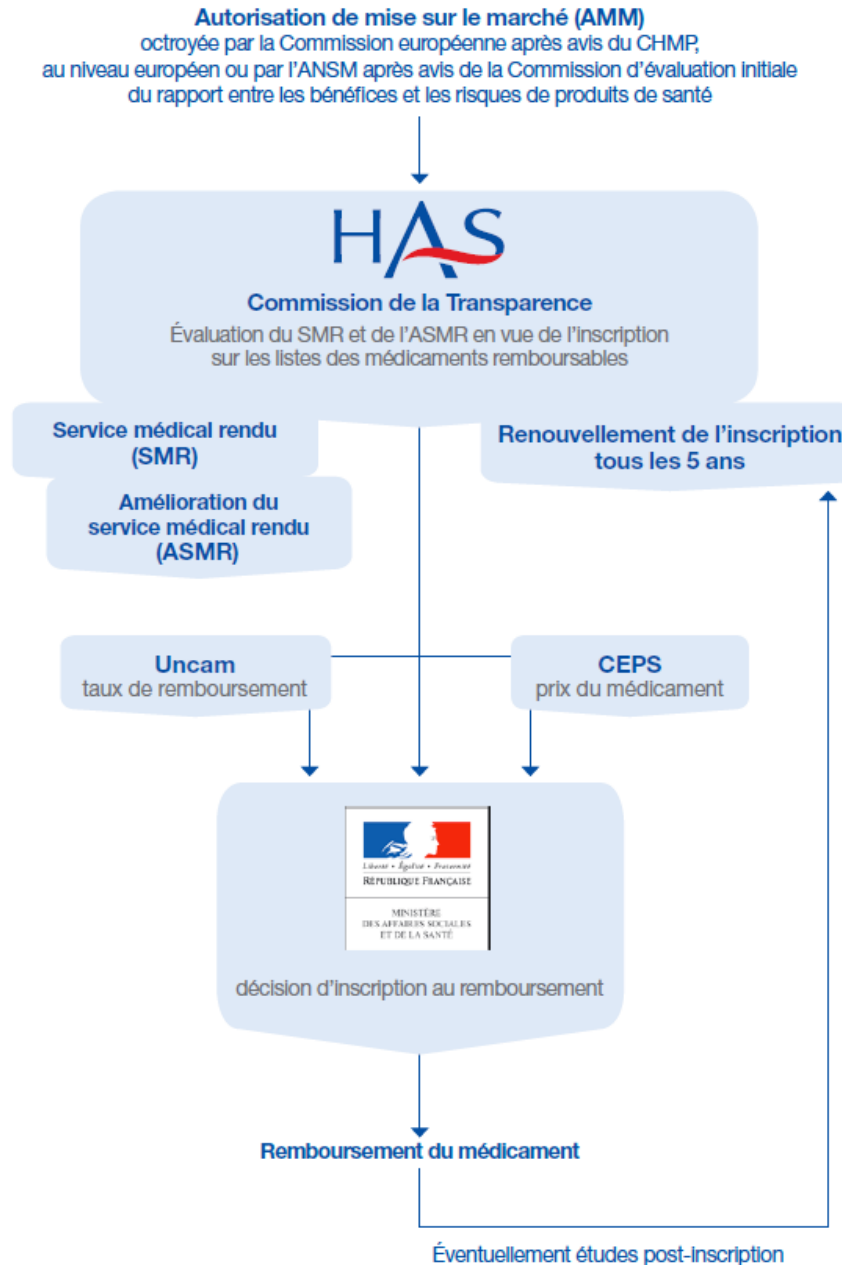 Autorisation de mise sur le marché (AMM)
octroyée par la Commission européenne après avis du CHMP,
au niveau européen ou par l'ANSM après avis de la Commission d'évaluation initiale
du rapport entre les bénéfices et les risques de produits de santé
HAS
Commission de la Transparence
Évaluation du SMR et de l'ASMR en vue de l'inscription
sur les listes des médicaments remboursables
Service médical rendu
(SMR)
Renouvellement de l'inscription
tous les 5 ans
Amélioration du
service médical rendu
(ASMR)
Uncam
taux de remboursement
CEPS
prix du médicament
Liberté • Égalité • Fraternité
RÉPUBLIQUE FRANÇAISE
MINISTÈRE
DES AFFAIRES SOCIALES
ET DE LA SANTÉ
décision d'inscription au remboursement
Remboursement du médicament
Éventuellement études post-inscription